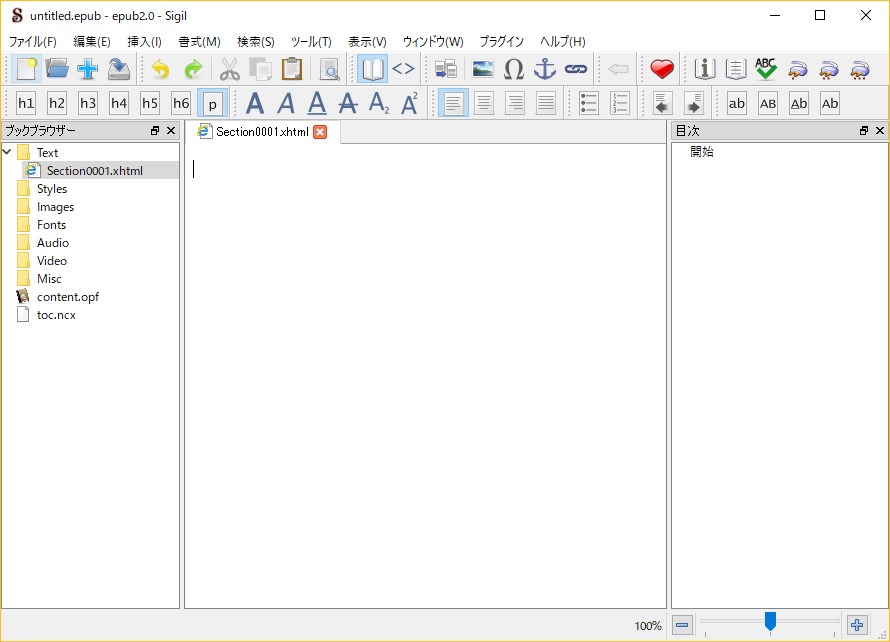 untitled.epub - epub2.0 - Sigil
ファイル(F) 編集(E) 挿入(I) 書式(M) 検索(S) ツール(T) 表示(V) ウィンドウ(W) プラグイン ヘルプ(H)
ABC
h1 h2 h3 h4 h5 h6 p A A A A A2 A2 ab AB Ab Ab
ブックブラウザー
Section0001.xhtml
目次
Text
Section0001.xhtml
Styles
Images
Fonts
Audio
Video
Misc
content.opf
toc.ncx
開始
100%